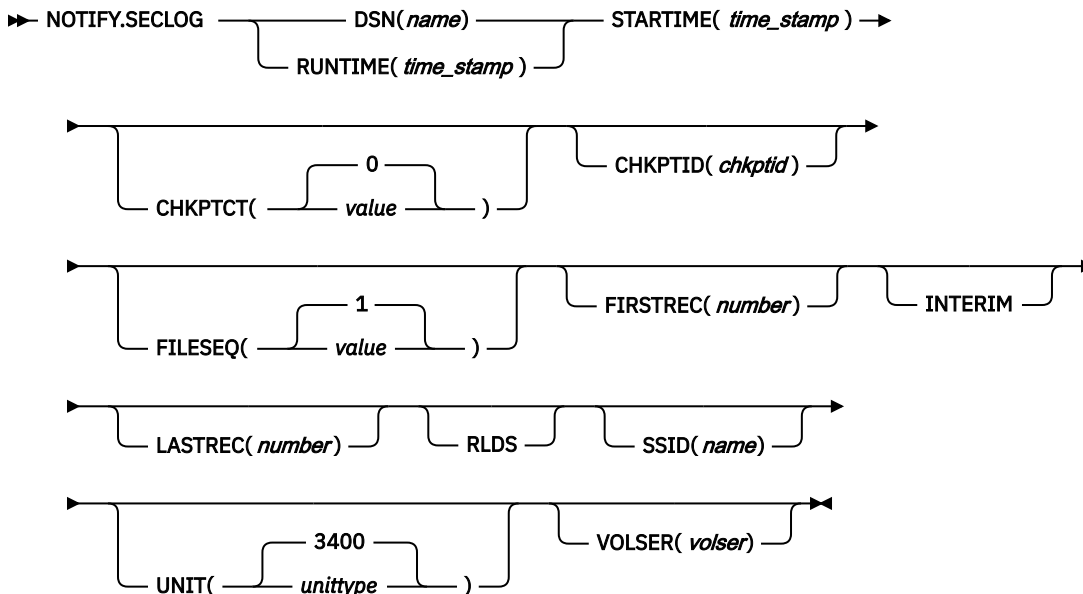 NOTIFY.SECLOG DSN( name) STARTIME( time_stamp )
RUNTIME( time_stamp )
0
CHKPTCT( value )
CHKPTID( chkptid )
1
FILESEQ( value )
FIRSTREC( number )
INTERIM
LASTREC( number )
RLDS
SSID( name)
3400
UNIT( unittype )
VOLSER( volser)